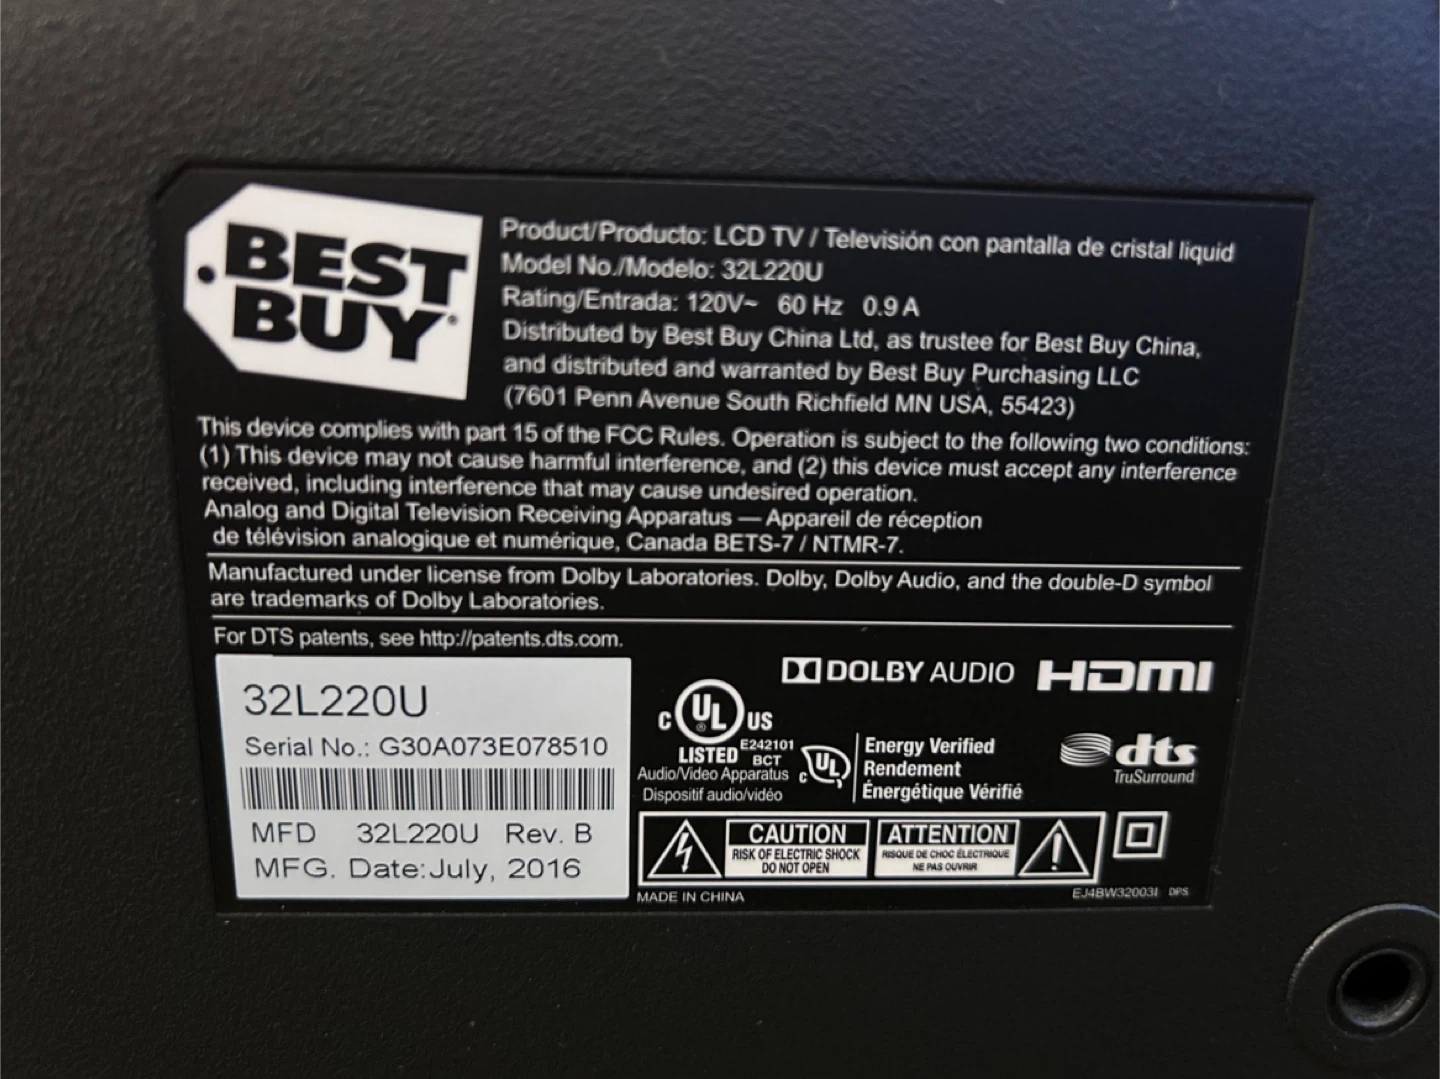 BEST
BUY
Product/Producto: LCD TV / Televisión con pantalla de cristal liquid
Model No./Modelo: 32L220U
Rating/Entrada: 120V~ 60 Hz 0.9 A
Distributed by Best Buy China Ltd, as trustee for Best Buy China,
and distributed and warranted by Best Buy Purchasing LLC
(7601 Penn Avenue South Richfield MN USA, 55423)
This device complies with part 15 of the FCC Rules. Operation is subject to the following two conditions:
(1) This device may not cause harmful interference, and (2) this device must accept any interference
received, including interference that may cause undesired operation.
Analog and Digital Television Receiving Apparatus — Appareil de réception
de télévision analogique et numérique, Canada BETS-7 / NTMR-7.
Manufactured under license from Dolby Laboratories. Dolby, Dolby Audio, and the double-D symbol
are trademarks of Dolby Laboratories.
For DTS patents, see http://patents.dts.com.
32L220U
Serial No.: G30A073E078510
MFD 32L220U Rev. B
MFG. Date:July, 2016
DOLBY AUDIO HDMI
C UL ® US
LISTED E242101
BCT
Audio/Video Apparatus
Dispositif audio/vidéo
C UL
Energy Verified
Rendement
Énergétique Vérifié
dts
TruSurround
CAUTION
RISK OF ELECTRIC SHOCK
DO NOT OPEN
ATTENTION
RISQUE DE CHOC ÉLECTRIQUE
NE PAS OUVRIR
MADE IN CHINA
EJ4BW32003I DPS